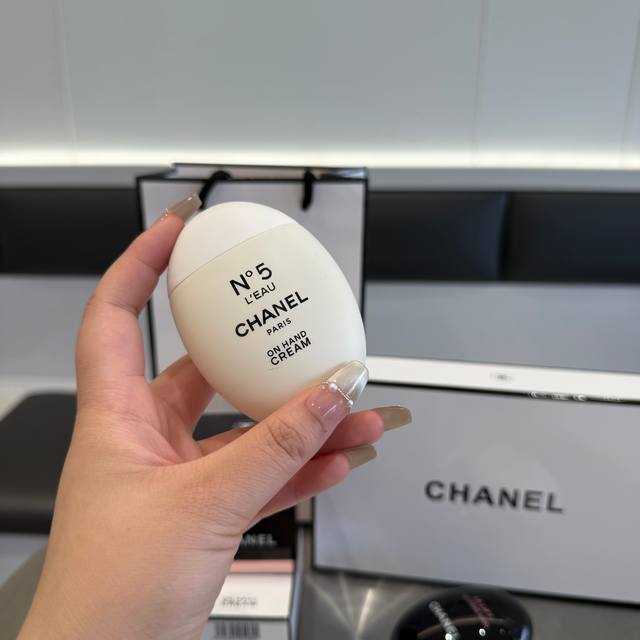 N°5
L'EAU
CHANEL
PARIS
ON HAND
CREAM
CHANEL